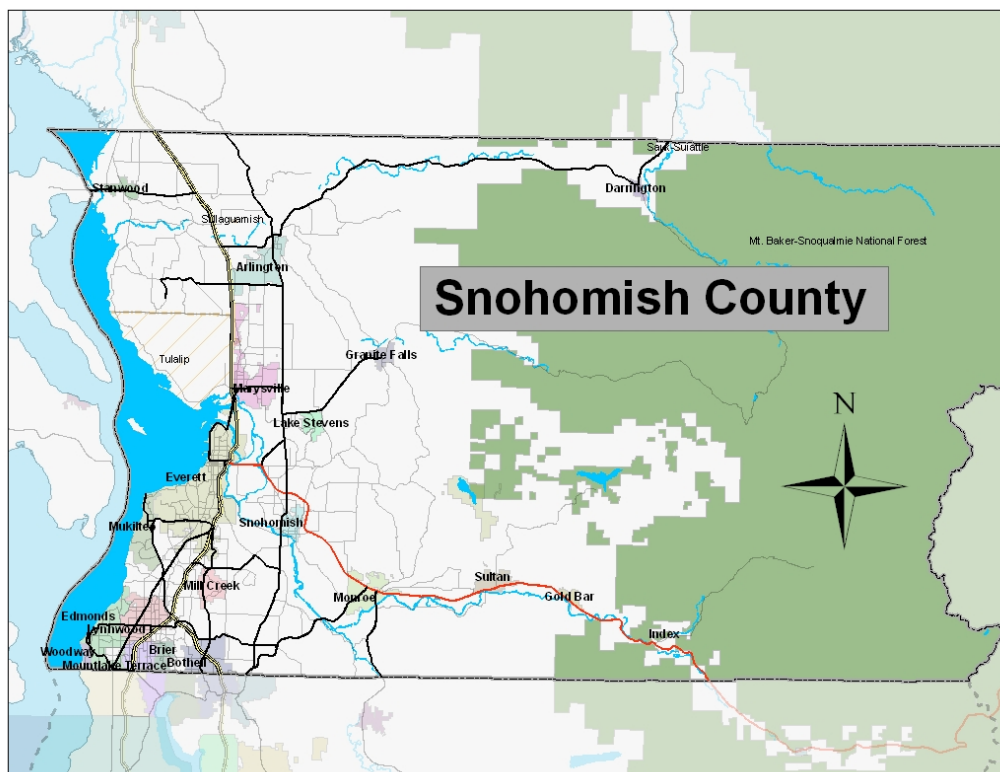 Sauk-Suiattle
Stanwood
Darrington
Stilaguamish
Mt. Baker-Snoqualmie National Forest
Arlington
Snohomish County
Tulalip
Granite Falls
Marysville
N
Lake Stevens
Everett
Mukilteo
Snohomish
Sultan
Mill Creek
Monroe
Gold Bar
Edmonds
Lynnwood
Index
Woodway
Brier
Mountlake Terrace
Bothell